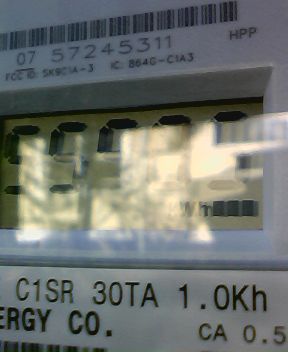 07 57245311 HPP
FCC ID: SK9C1A-3 IC: 864G-C1A3
Wh
C1SR 30TA 1.0Kh
ERGY CO. CA 0.5